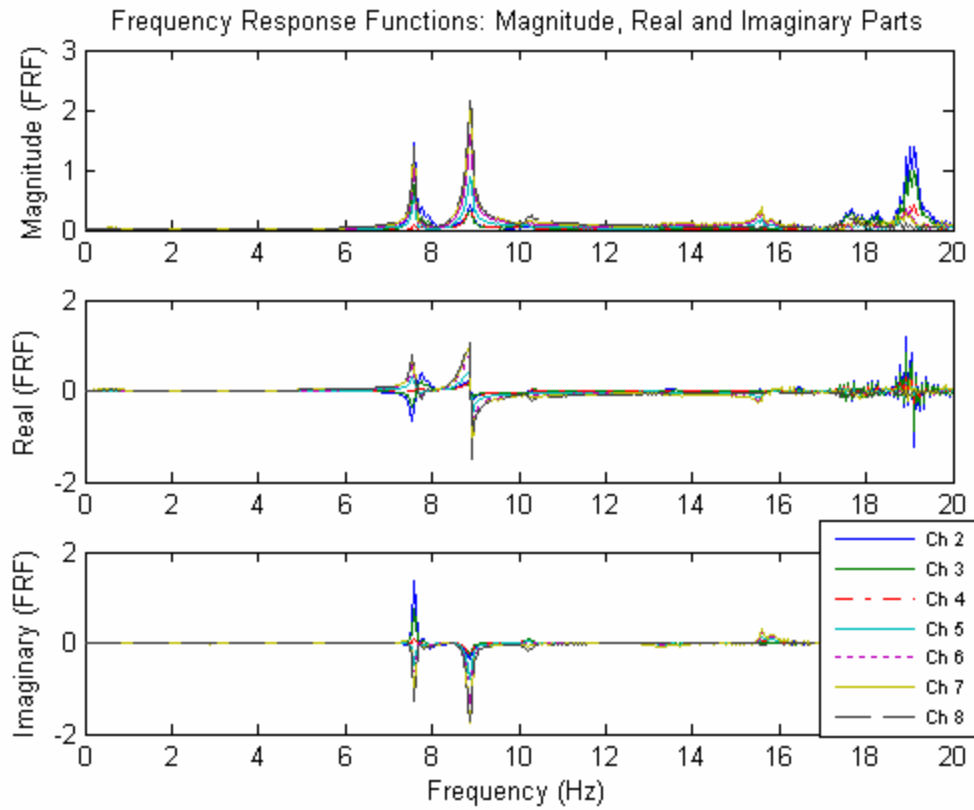 Frequency Response Functions: Magnitude, Real and Imaginary Parts
Magnitude (FRF)
3
2
1
0
0 2 4 6 8 10 12 14 16 18 20
Real (FRF)
2
0
-2
0 2 4 6 8 10 12 14 16 18 20
Imaginary (FRF)
2
0
-2
0 2 4 6 8 10 12 14 16 18 20
Frequency (Hz)
Ch 2
Ch 3
Ch 4
Ch 5
Ch 6
Ch 7
Ch 8